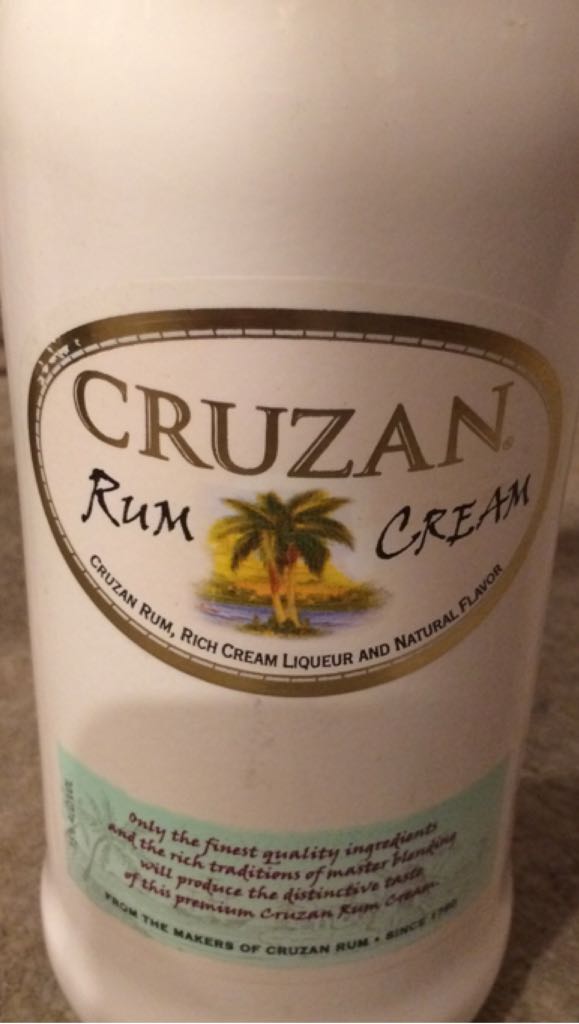 CRUZAN®
RUM CREAM
CRUZAN RUM, RICH CREAM LIQUEUR AND NATURAL FLAVOR
Only the finest quality ingredients
and the rich traditions of master blending
will produce the distinctive taste
of this premium Cruzan Rum Cream.
FROM THE MAKERS OF CRUZAN RUM • SINCE 1760